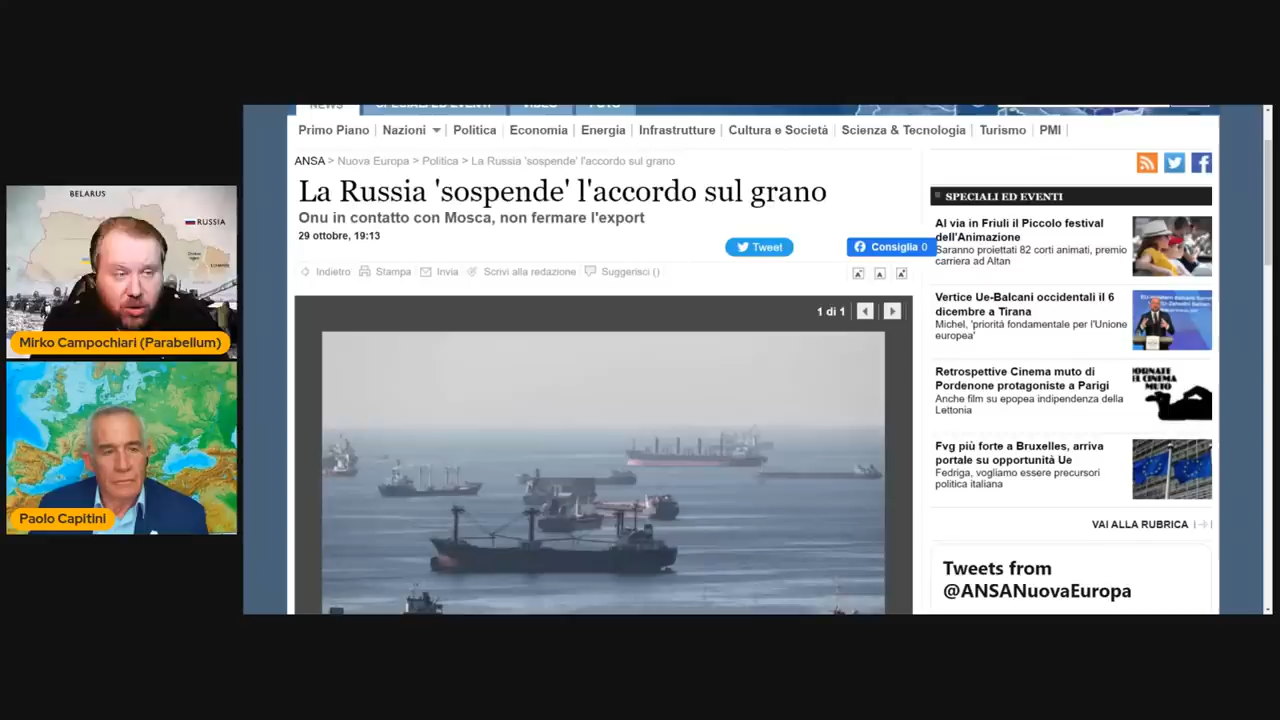 BELARUS
RUSSIA
Mirko Campochiari (Parabellum)
Paolo Capitini
NEWS SPECIALI ED EVENTI VIDEO FOTO
Primo Piano Nazioni Politica Economia Energia Infrastrutture Cultura e Società Scienza & Tecnologia Turismo PMI
ANSA > Nuova Europa > Politica > La Russia 'sospende' l'accordo sul grano
La Russia 'sospende' l'accordo sul grano
Onu in contatto con Mosca, non fermare l'export
29 ottobre, 19:13
Tweet
Consiglia 0
Indietro Stampa Invia Scrivi alla redazione Suggerisci ()
1 di 1
SPECIALI ED EVENTI
Al via in Friuli il Piccolo festival
dell'Animazione
Saranno proiettati 82 corti animati, premio
carriera ad Altan
Vertice Ue-Balcani occidentali il 6
dicembre a Tirana
Michel, 'priorità fondamentale per l'Unione
europea'
Retrospettive Cinema muto di
Pordenone protagoniste a Parigi
Anche film su epopea indipendenza della
Lettonia
Fvg più forte a Bruxelles, arriva
portale su opportunità Ue
Fedriga, vogliamo essere precursori
politica italiana
VAI ALLA RUBRICA
Tweets from
@ANSANuovaEuropa